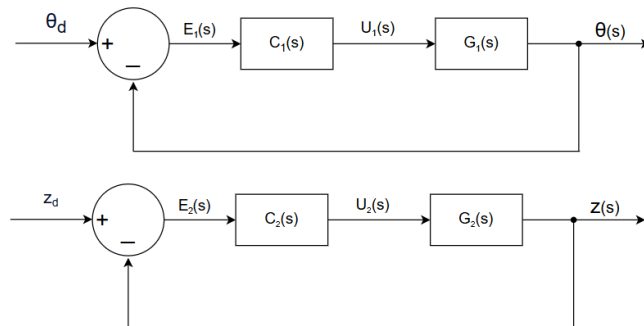 θd E₁(s) C₁(s) U₁(s) G₁(s) θ(s)
+
−
zd E₂(s) C₂(s) U₂(s) G₂(s) z(s)
+
−